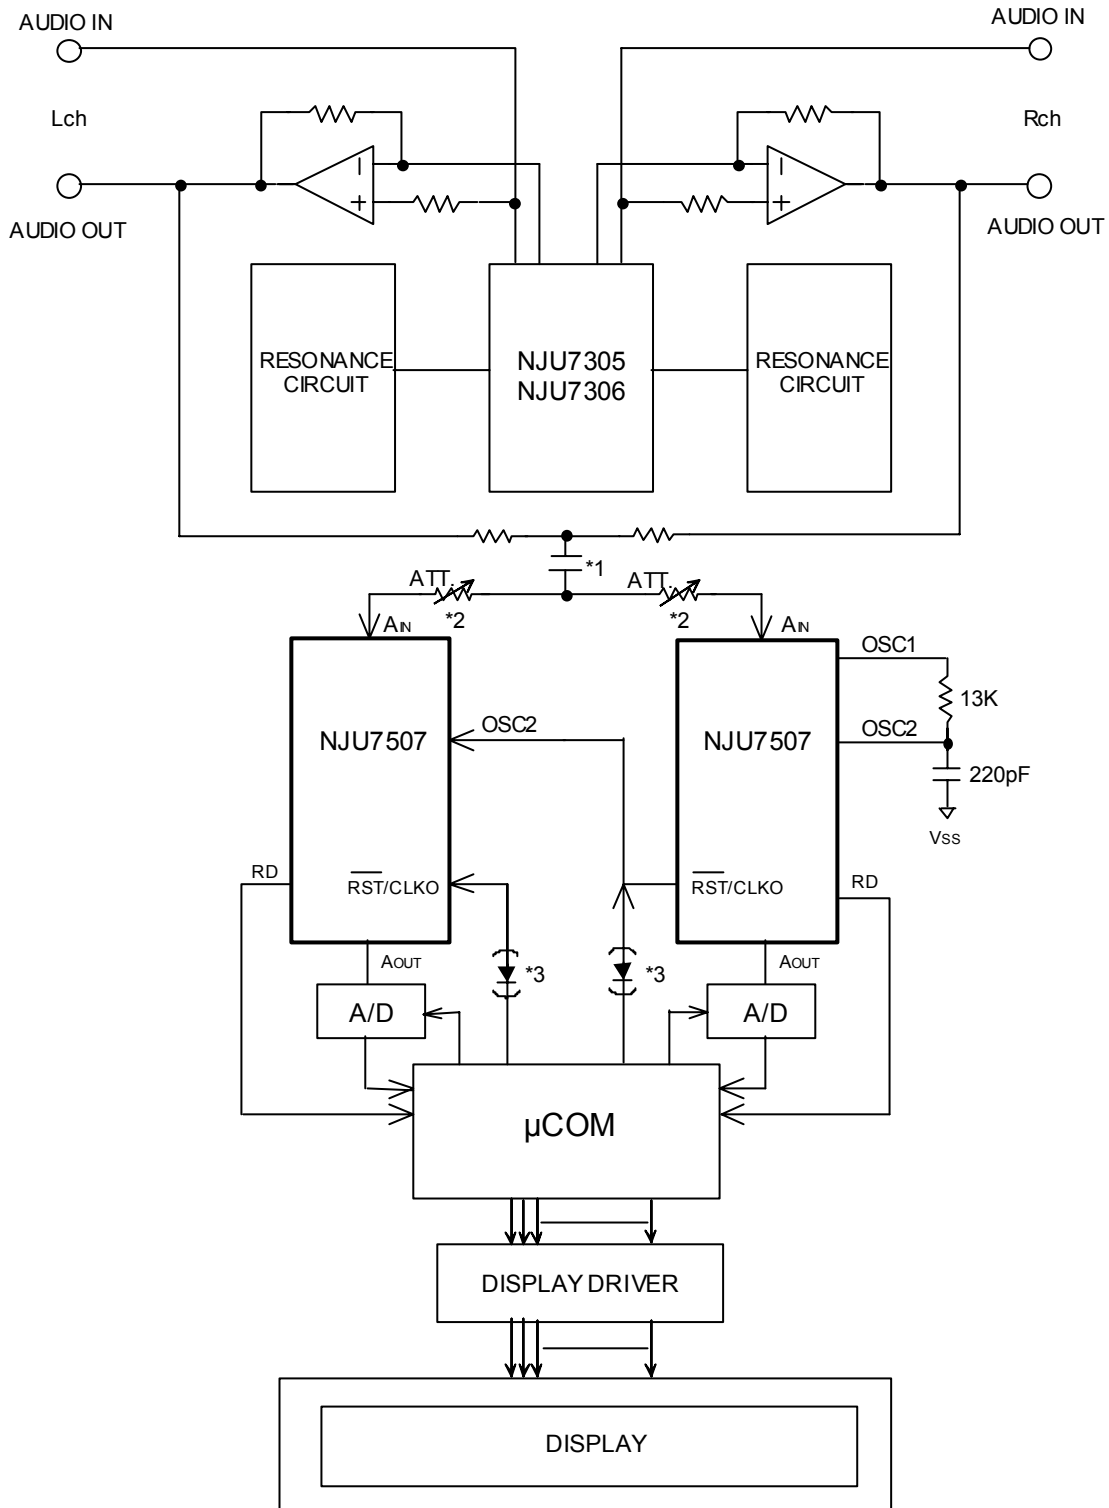 AUDIO IN
AUDIO IN
Lch
Rch
AUDIO OUT
AUDIO OUT
RESONANCE
CIRCUIT
NJU7305
NJU7306
RESONANCE
CIRCUIT
*1
ATT.
*2
ATT.
*2
AIN
AIN
OSC1
13K
OSC2
OSC2
NJU7507
NJU7507
220pF
VSS
RD
RST/CLKO
RST/CLKO
RD
AOUT
*3
*3
AOUT
A/D
A/D
µCOM
DISPLAY DRIVER
DISPLAY